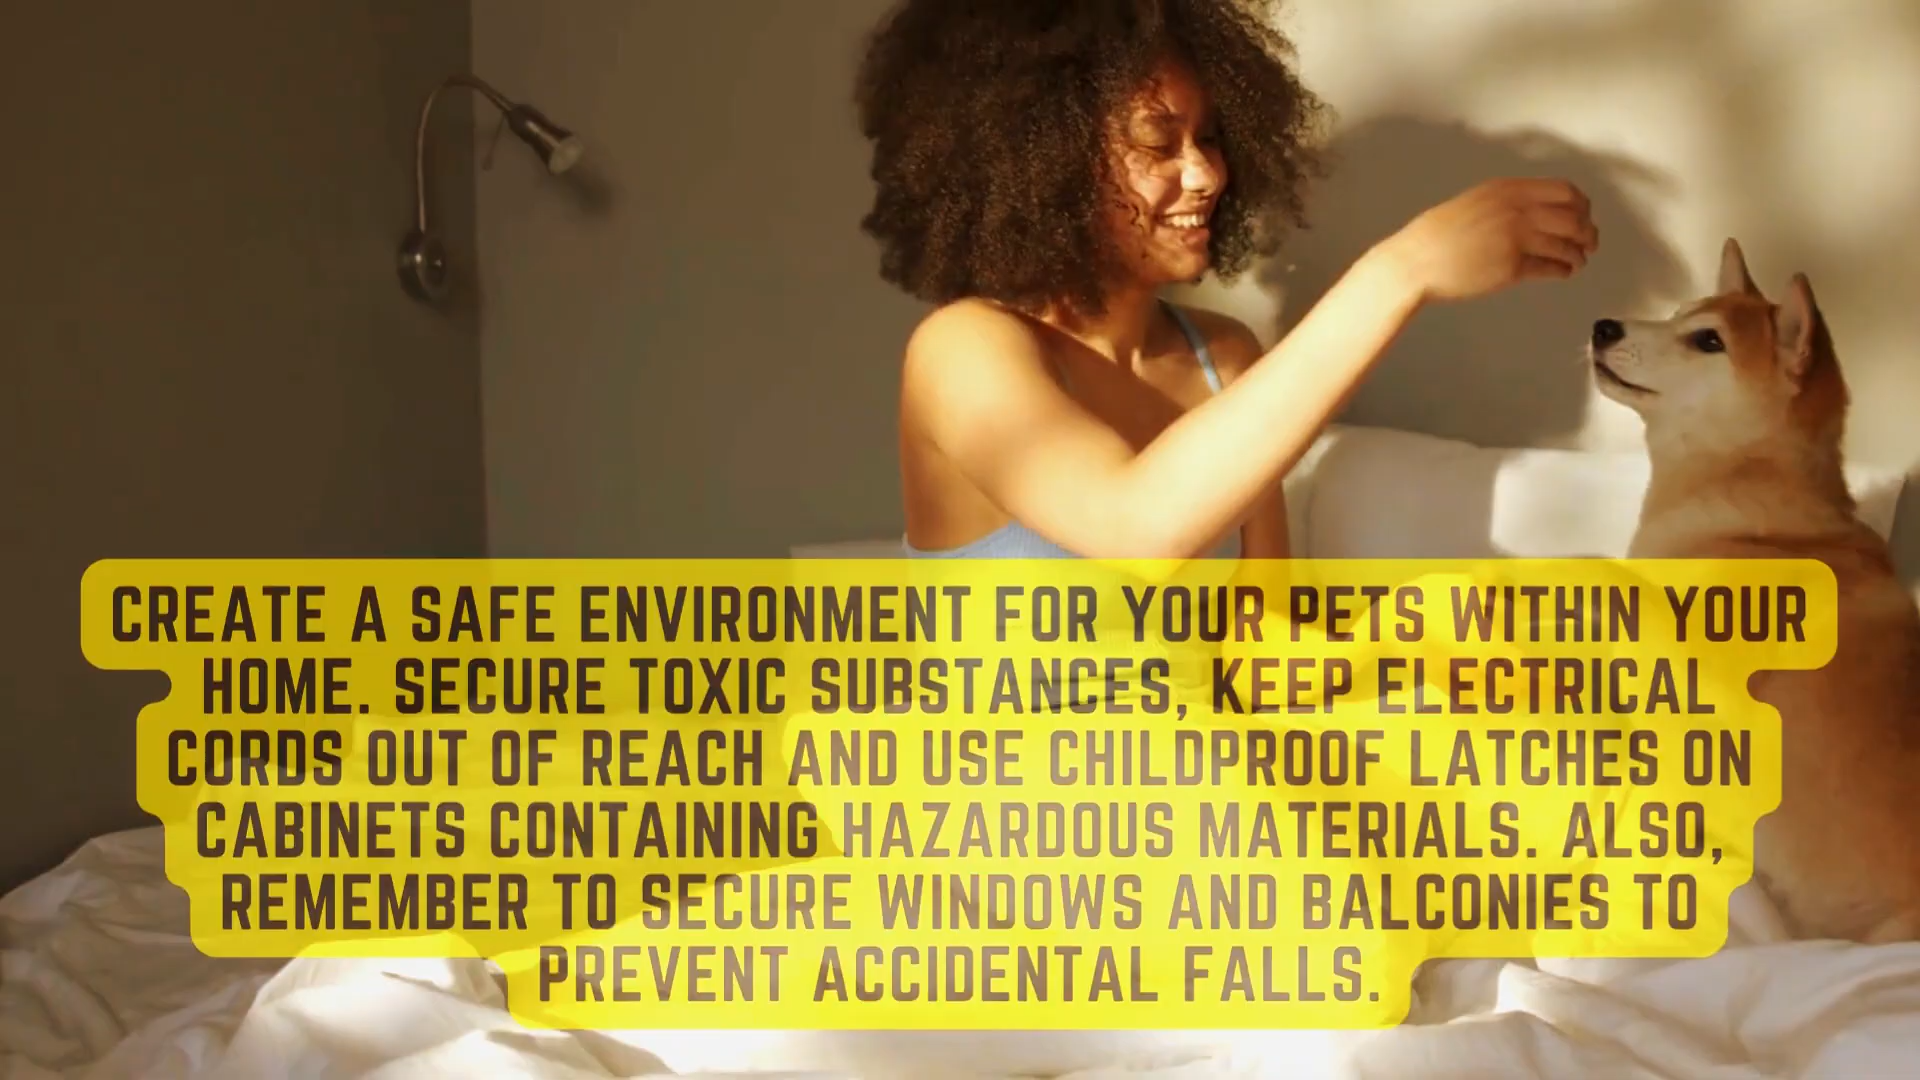 CREATE A SAFE ENVIRONMENT FOR YOUR PETS WITHIN YOUR
HOME. SECURE TOXIC SUBSTANCES, KEEP ELECTRICAL
CORDS OUT OF REACH AND USE CHILDPROOF LATCHES ON
CABINETS CONTAINING HAZARDOUS MATERIALS. ALSO,
REMEMBER TO SECURE WINDOWS AND BALCONIES TO
PREVENT ACCIDENTAL FALLS.